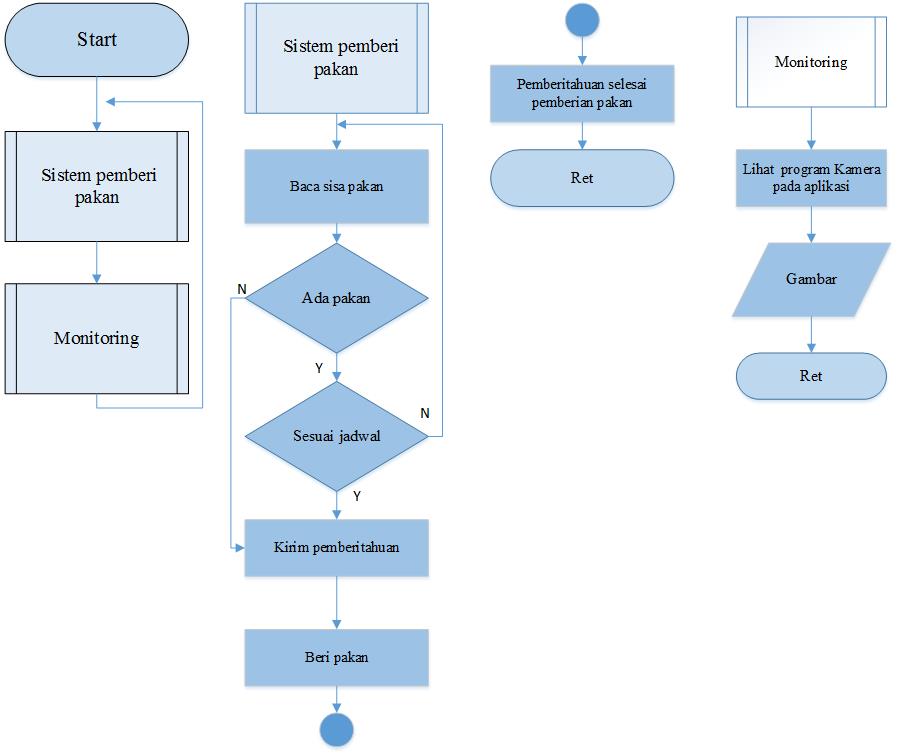 Start
Sistem pemberi
pakan
Monitoring
Sistem pemberi
pakan
Baca sisa pakan
Ada pakan
N
Y
Sesuai jadwal
N
Y
Kirim pemberitahuan
Beri pakan
Pemberitahuan selesai
pemberian pakan
Ret
Monitoring
Lihat program Kamera
pada aplikasi
Gambar
Ret